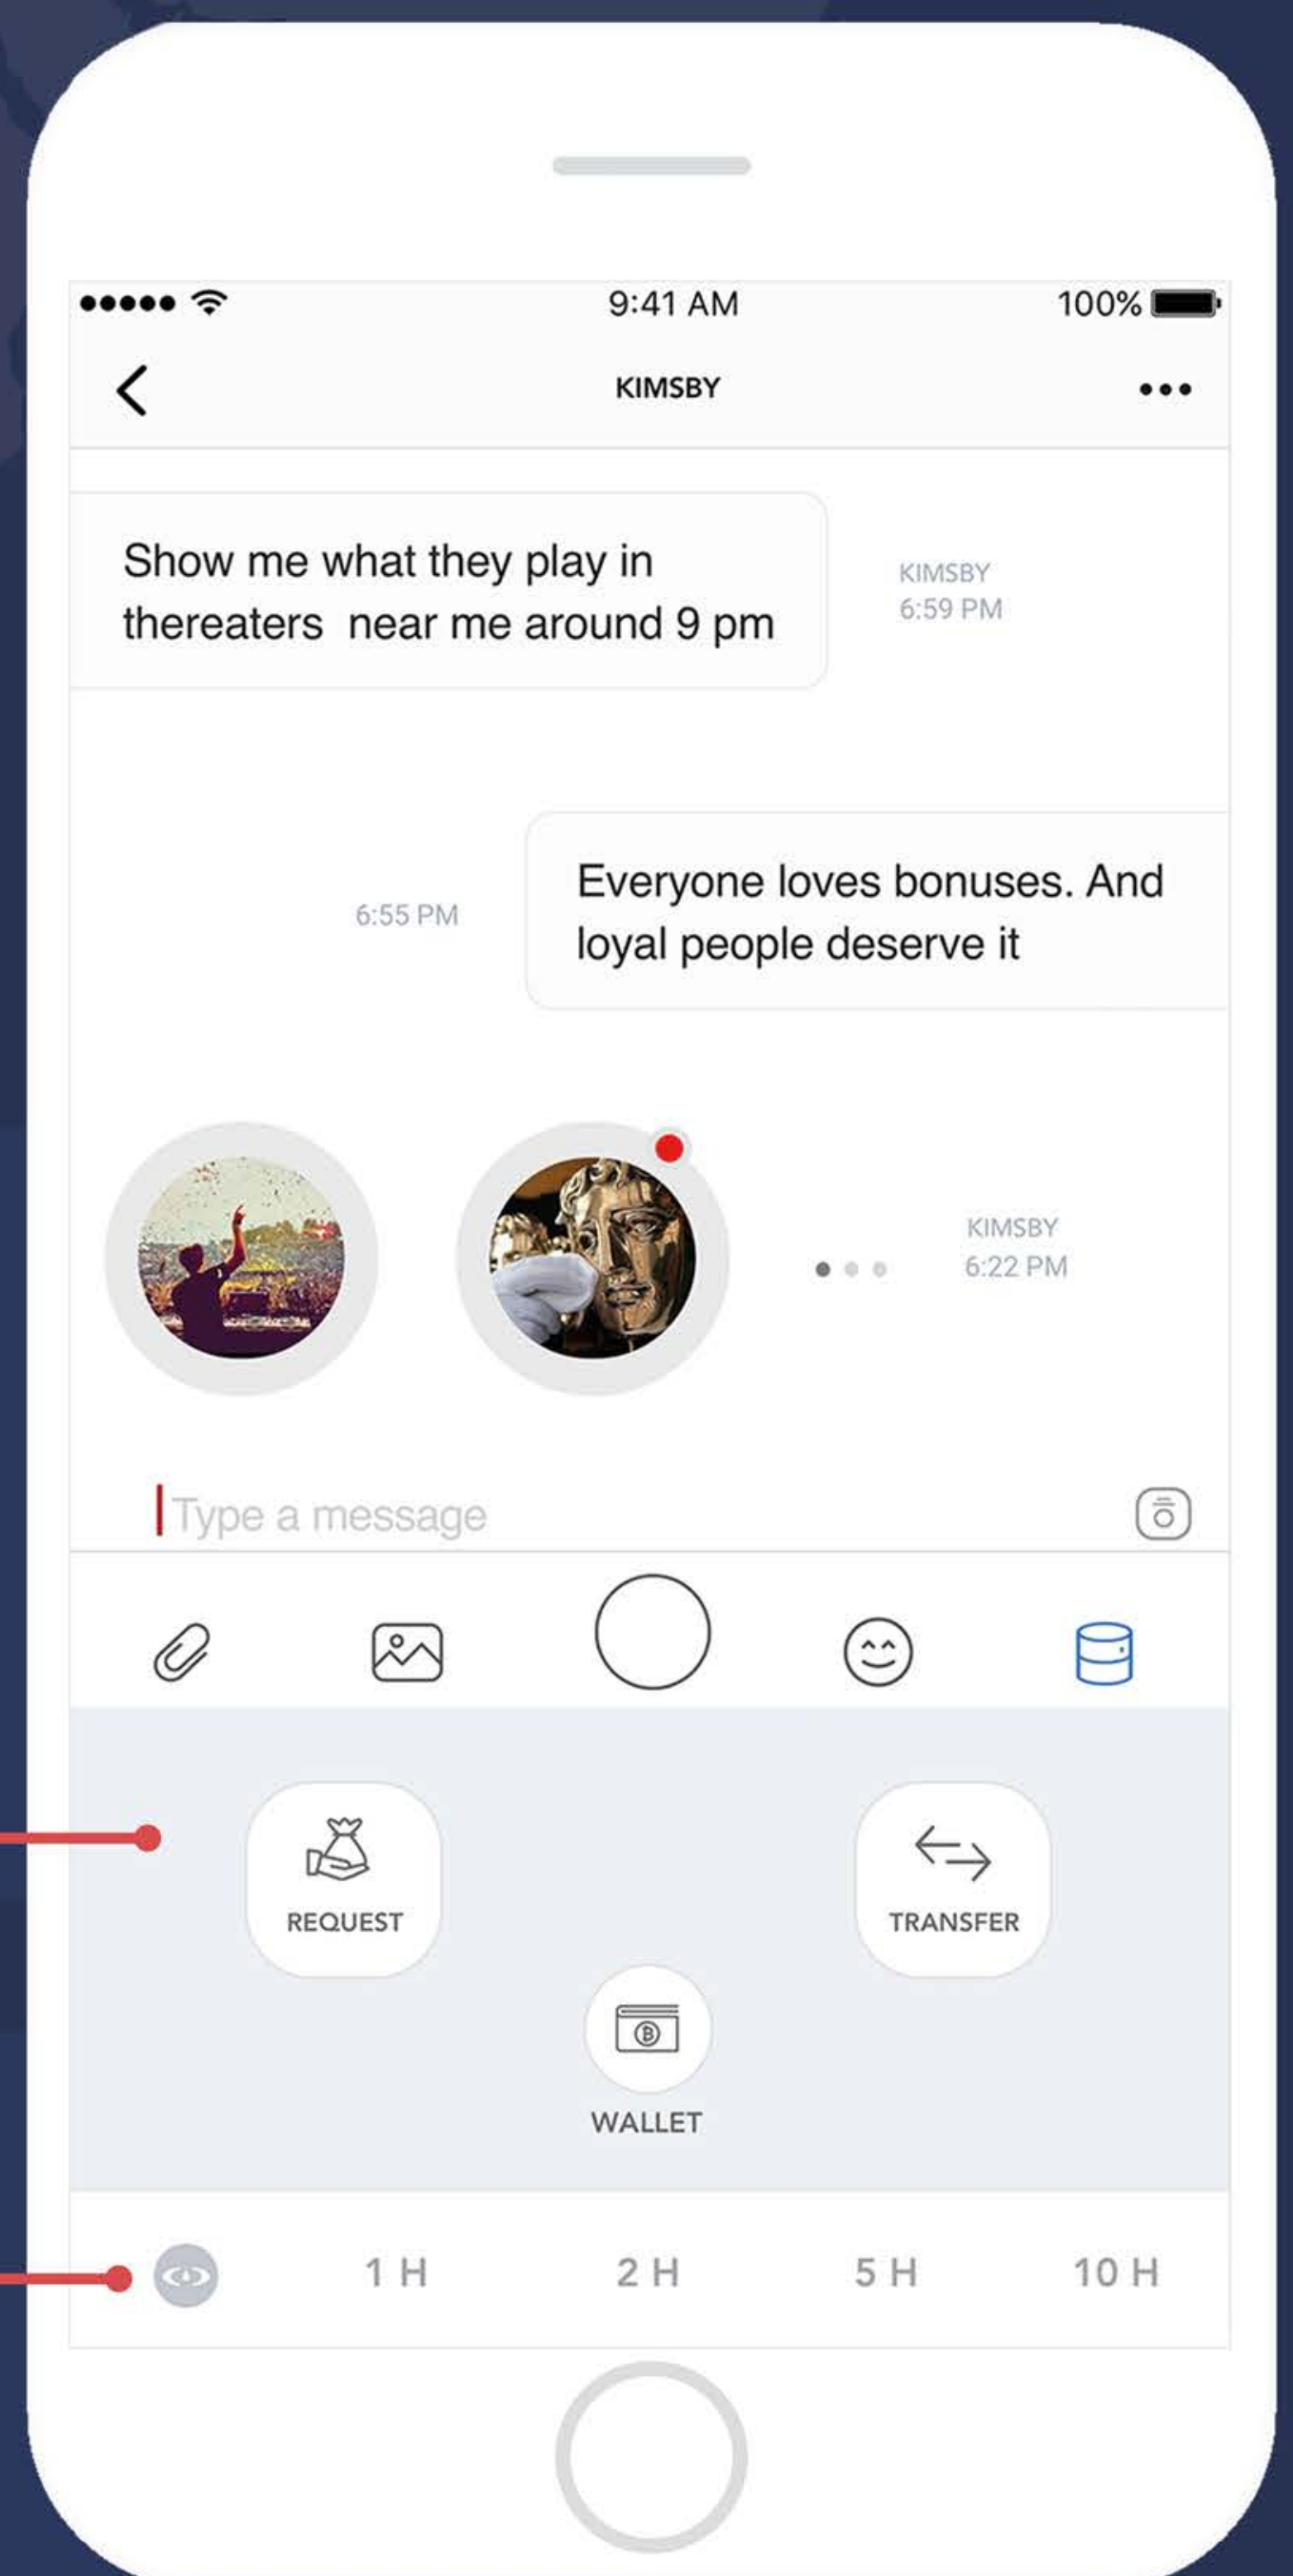 9:41 AM
100%
KIMSBY
Show me what they play in
thereaters near me around 9 pm
KIMSBY
6:59 PM
Everyone loves bonuses. And
loyal people deserve it
6:55 PM
KIMSBY
6:22 PM
Type a message
REQUEST
TRANSFER
WALLET
1 H
2 H
5 H
10 H